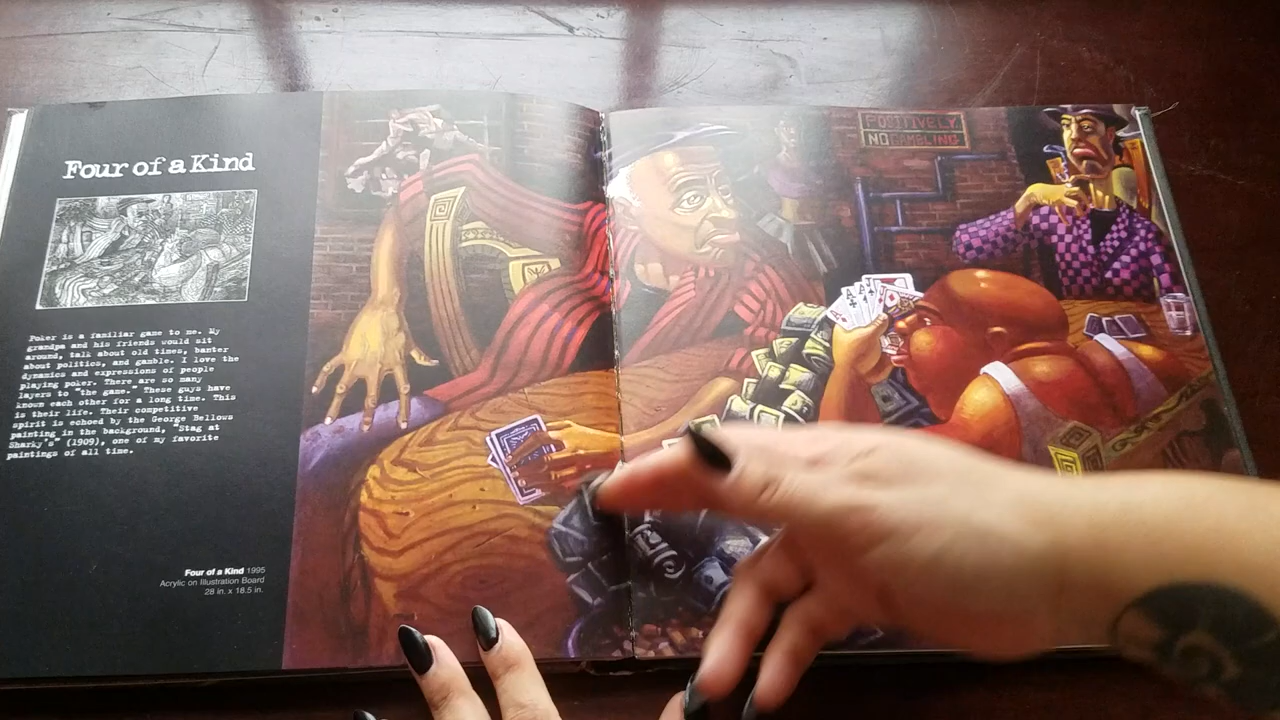 Four of a Kind
Poker is a familiar game to me. My
grandpa and his friends would sit
around, talk about old times, banter
about politics, and gamble. I love the
dynamics and expressions of people
playing poker. There are so many
layers to "the game." These guys have
known each other for a long time. This
is their life. Their competitive
spirit is echoed by the George Bellows
painting in the background, "Stag at
Sharky's" (1909), one of my favorite
paintings of all time.
Four of a Kind 1995
Acrylic on Illustration Board
28 in. x 18.5 in.
POSITIVELY
NO GAMBLING